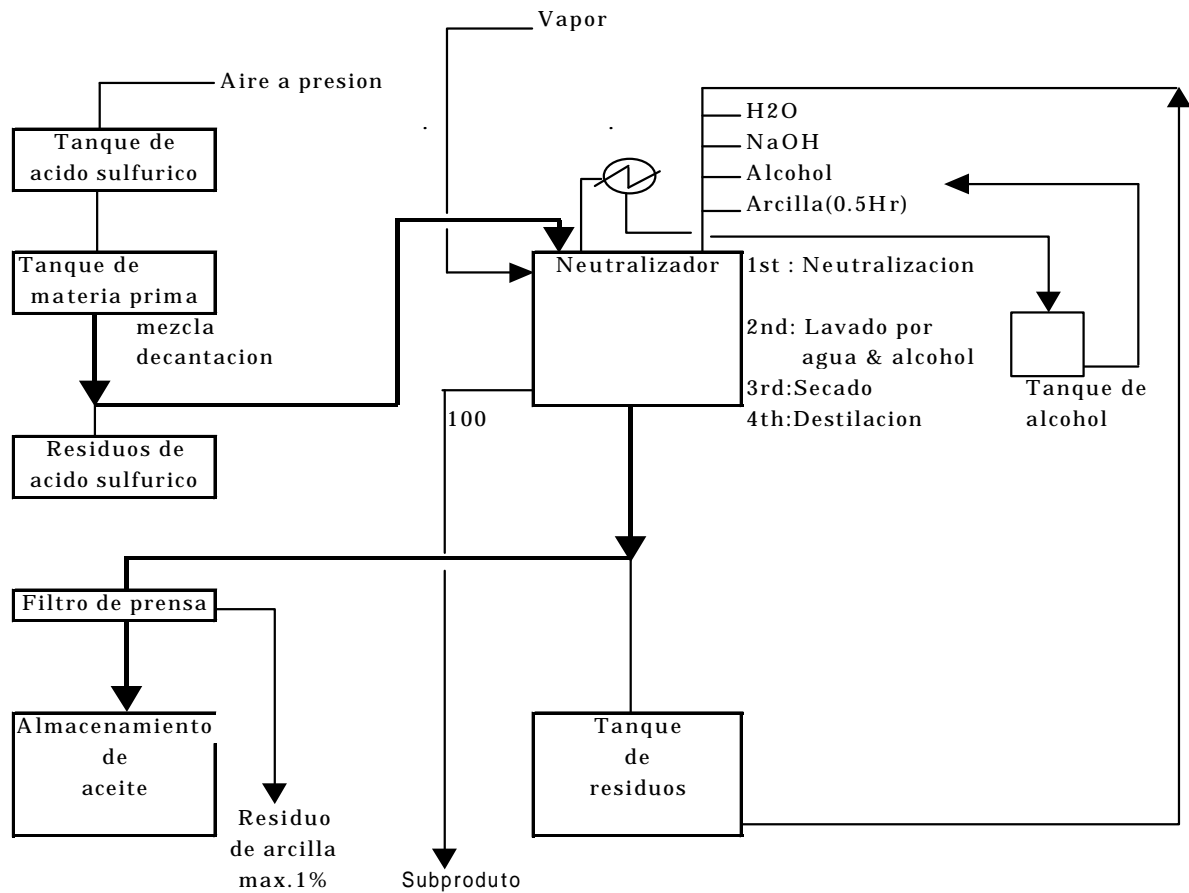 Vapor
Aire a presion
H2O
NaOH
Alcohol
Arcilla(0.5Hr)
Tanque de
acido sulfurico
Tanque de
materia prima
mezcla
decantacion
Residuos de
acido sulfurico
Neutralizador
1st : Neutralizacion
2nd: Lavado por
agua & alcohol
3rd:Secado
4th:Destilacion
Tanque de
alcohol
100
Filtro de prensa
Almacenamiento
de
aceite
Residuo
de arcilla
max.1%
Subproduto
Tanque
de
residuos